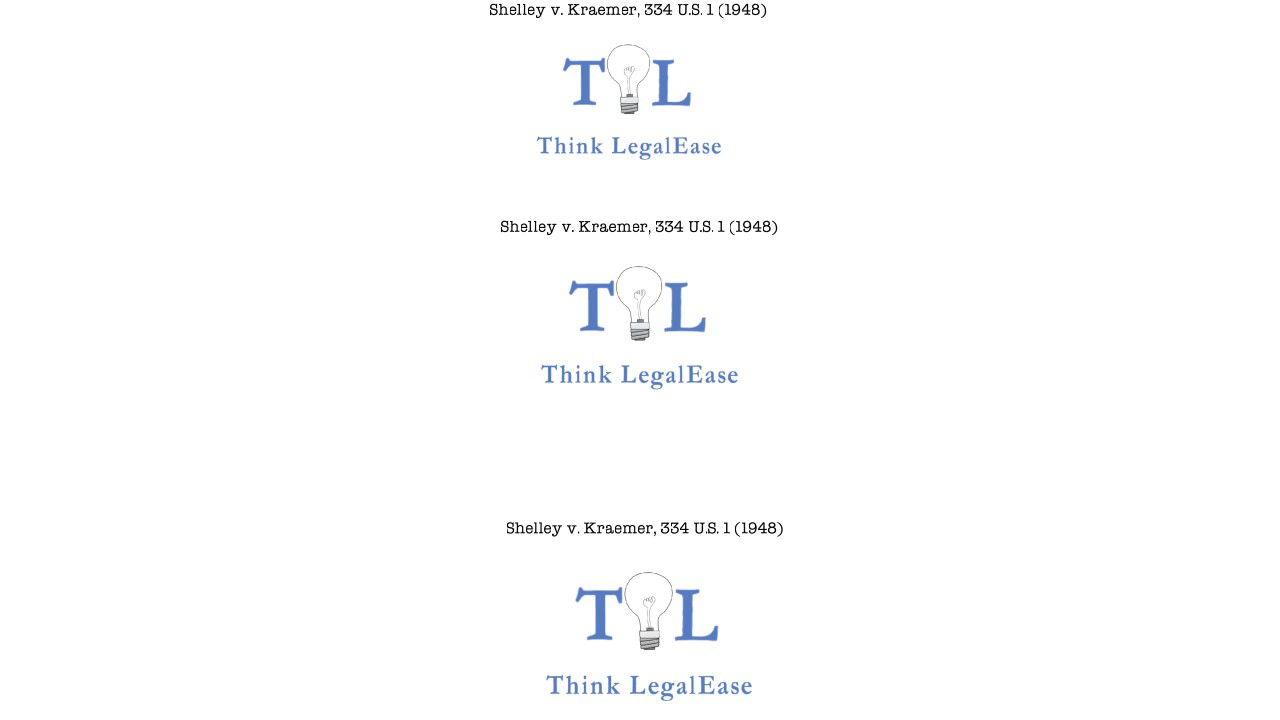 Shelley v. Kraemer, 334 U.S. 1 (1948)
T L
Think LegalEase
Shelley v. Kraemer, 334 U.S. 1 (1948)
T L
Think LegalEase
Shelley v. Kraemer, 334 U.S. 1 (1948)
T L
Think LegalEase